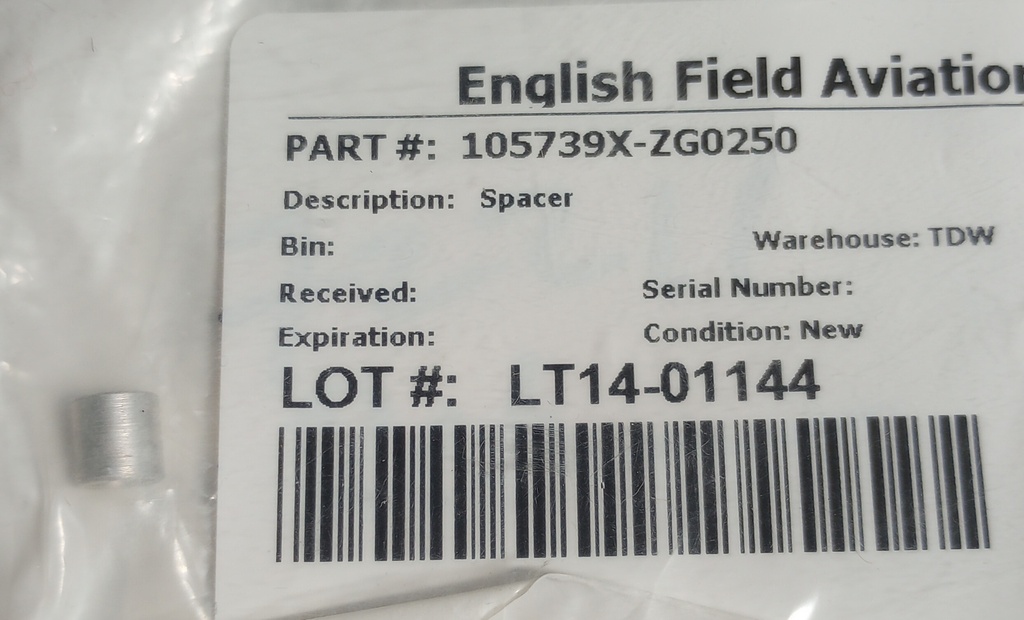 English Field Aviation
PART #: 105739X-ZG0250
Description: Spacer
Bin:
Warehouse: TDW
Received:
Serial Number:
Expiration:
Condition: New
LOT #: LT14-01144